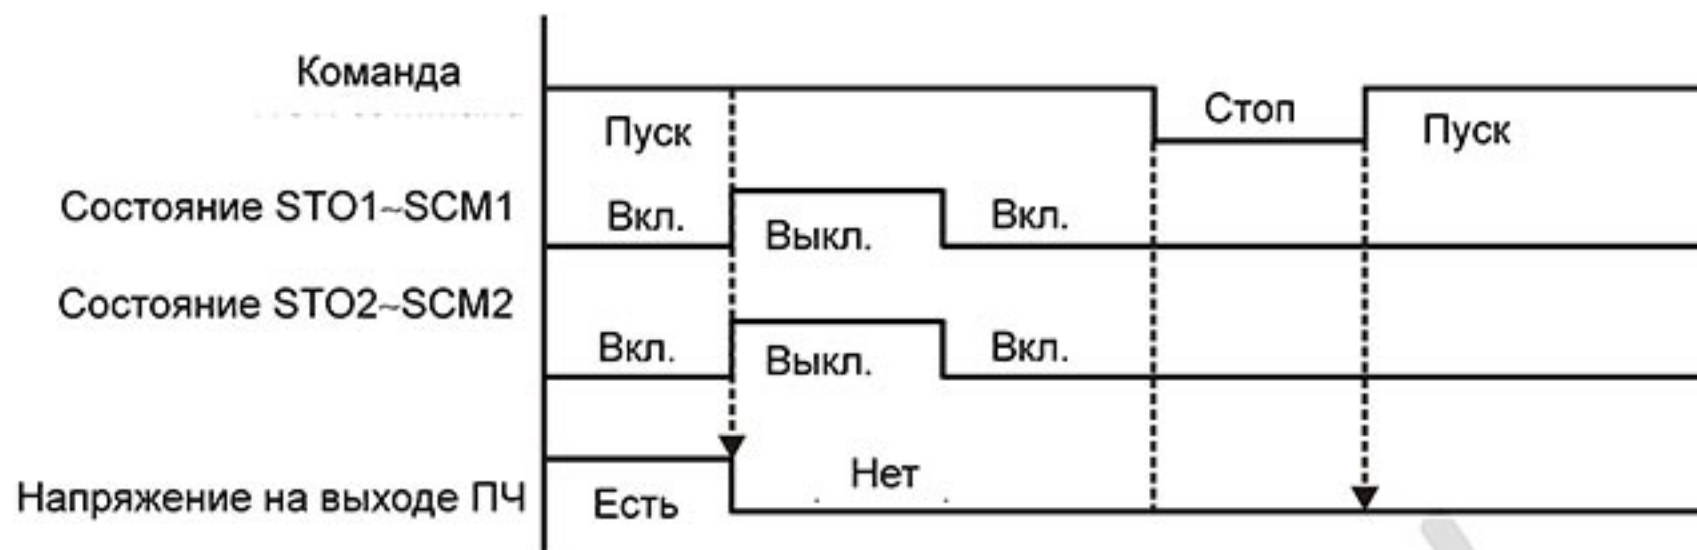 Команда
Стоп
Пуск
Пуск
Состояние STO1~SCM1
Вкл.
Выкл.
Вкл.
Состояние STO2~SCM2
Вкл.
Выкл.
Вкл.
Нет
Напряжение на выходе ПЧ
Есть